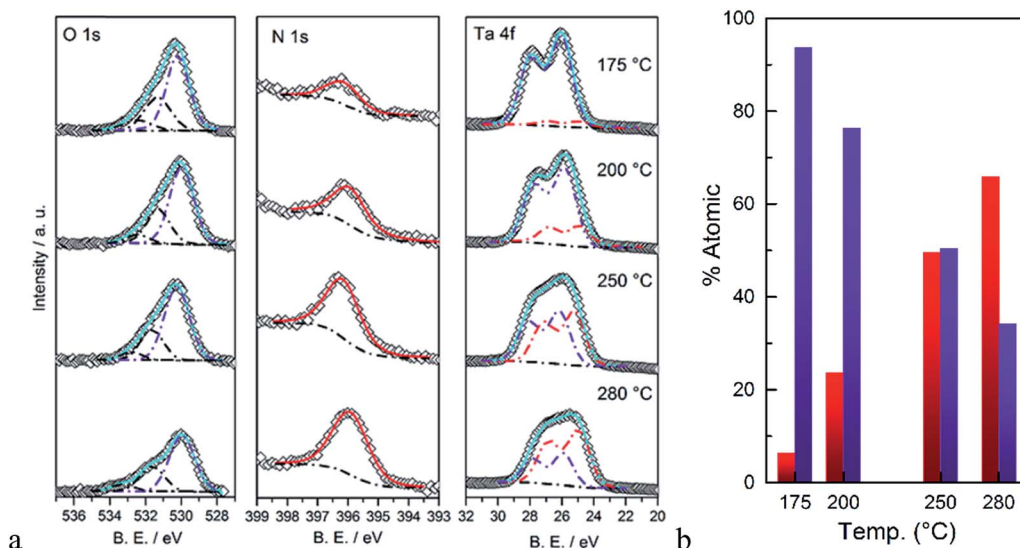 O 1s
N 1s
Ta 4f
175 °C
200 °C
250 °C
280 °C
Intensity / a. u.
536 534 532 530 528
399 398 397 396 395 394 393
32 30 28 26 24 22 20
B. E. / eV
B. E. / eV
B. E. / eV
a
100
80
60
40
20
0
% Atomic
175 200 250 280
Temp. (°C)
b